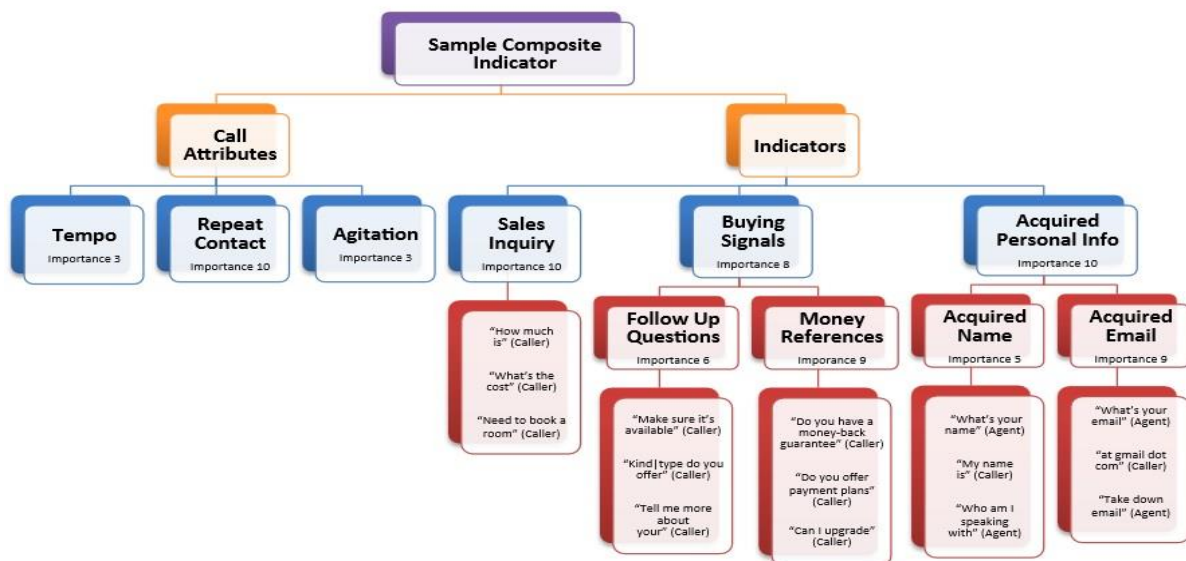 Sample Composite
Indicator
Call
Attributes
Indicators
Tempo
Importance 3
Repeat
Contact
Importance 10
Agitation
Importance 3
Sales
Inquiry
Importance 10
Buying
Signals
Importance 8
Acquired
Personal Info
Importance 10
“How much
is” (Caller)
“What’s the
cost” (Caller)
“Need to book a
room” (Caller)
Follow Up
Questions
Importance 6
Money
References
Imporance 9
Acquired
Name
Importance 5
Acquired
Email
Importance 9
“Make sure it’s
available” (Caller)
“Kind|type do you
offer” (Caller)
“Tell me more
about
your” (Caller)
“Do you have a
money-back
guarantee” (Caller)
“Do you offer
payment plans”
(Caller)
“Can I upgrade”
(Caller)
“What’s your
name” (Agent)
“My name
is” (Caller)
“Who am I
speaking
with” (Agent)
“What’s your
email” (Agent)
“at gmail dot
com” (Caller)
“Take down
email” (Agent)